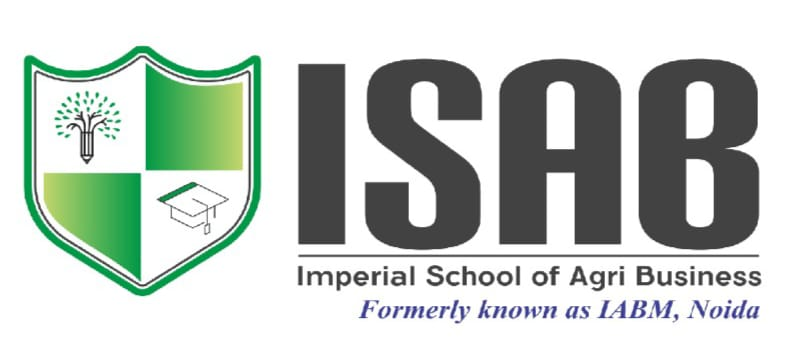 ISAB
Imperial School of Agri Business
Formerly known as IABM, Noida